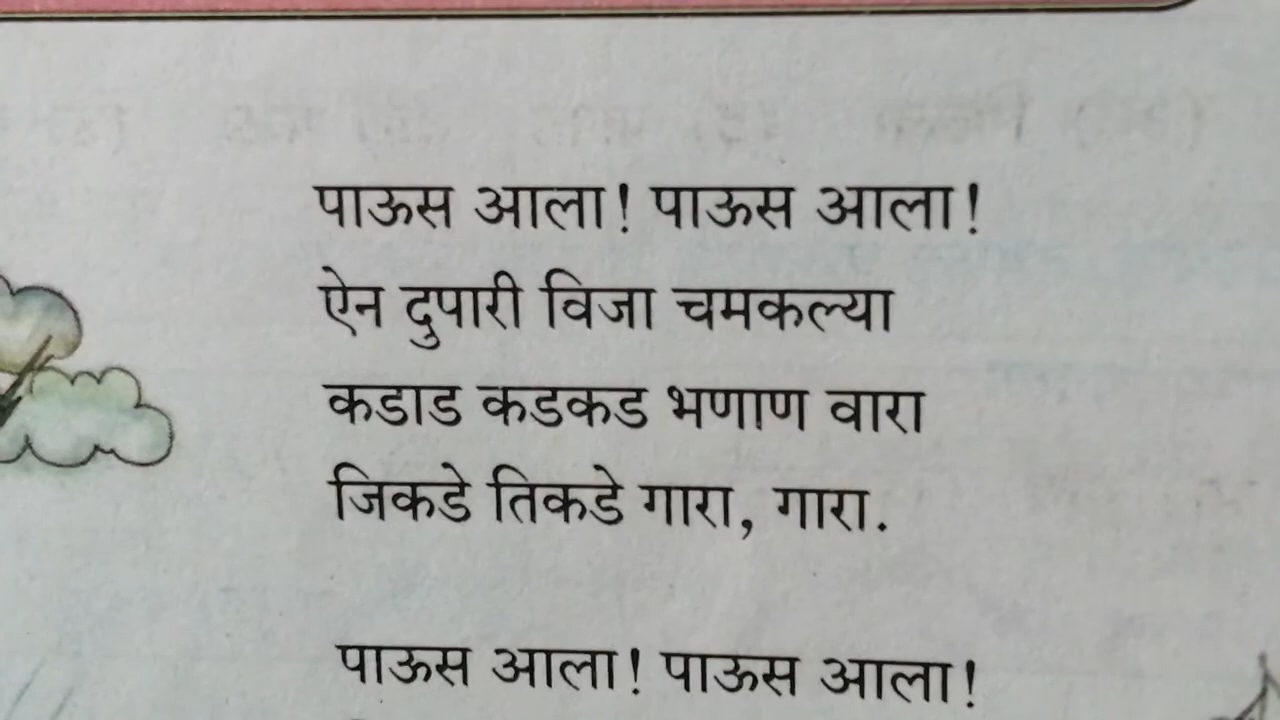 पाऊस आला! पाऊस आला!
ऐन दुपारी विजा चमकल्या
कडाड कडकड भणाण वारा
जिकडे तिकडे गारा, गारा.
पाऊस आला! पाऊस आला!